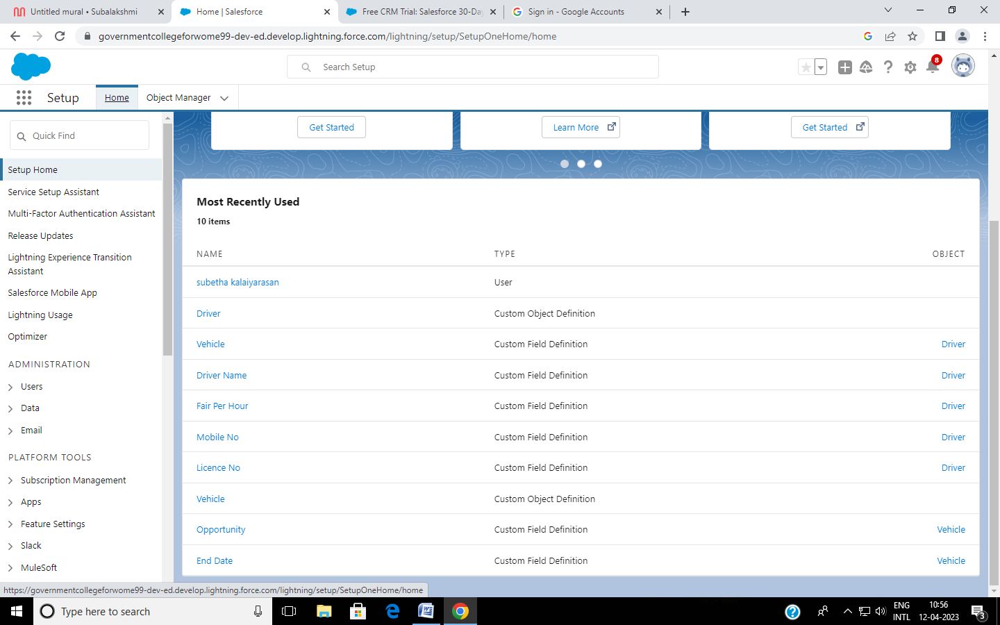 Untitled mural • Subalakshmi
Home | Salesforce
Free CRM Trial: Salesforce 30-Da
Sign in - Google Accounts
governmentcollegeforwome99-dev-ed.develop.lightning.force.com/lightning/setup/SetupOneHome/home
Search Setup
8
Setup
Home
Object Manager
Quick Find
Setup Home
Service Setup Assistant
Multi-Factor Authentication Assistant
Release Updates
Lightning Experience Transition
Assistant
Salesforce Mobile App
Lightning Usage
Optimizer
ADMINISTRATION
Users
Data
Email
PLATFORM TOOLS
Subscription Management
Apps
Feature Settings
Slack
MuleSoft
Get Started
Learn More
Get Started
Most Recently Used
10 items
NAME TYPE OBJECT
subetha kalaiyarasan User
Driver Custom Object Definition
Vehicle Custom Field Definition Driver
Driver Name Custom Field Definition Driver
Fair Per Hour Custom Field Definition Driver
Mobile No Custom Field Definition Driver
Licence No Custom Field Definition Driver
Vehicle Custom Object Definition
Opportunity Custom Field Definition Vehicle
End Date Custom Field Definition Vehicle
https://governmentcollegeforwome99-dev-ed.develop.lightning.force.com/lightning/setup/SetupOneHome/home
Type here to search
ENG
INTL
10:56
12-04-2023
3